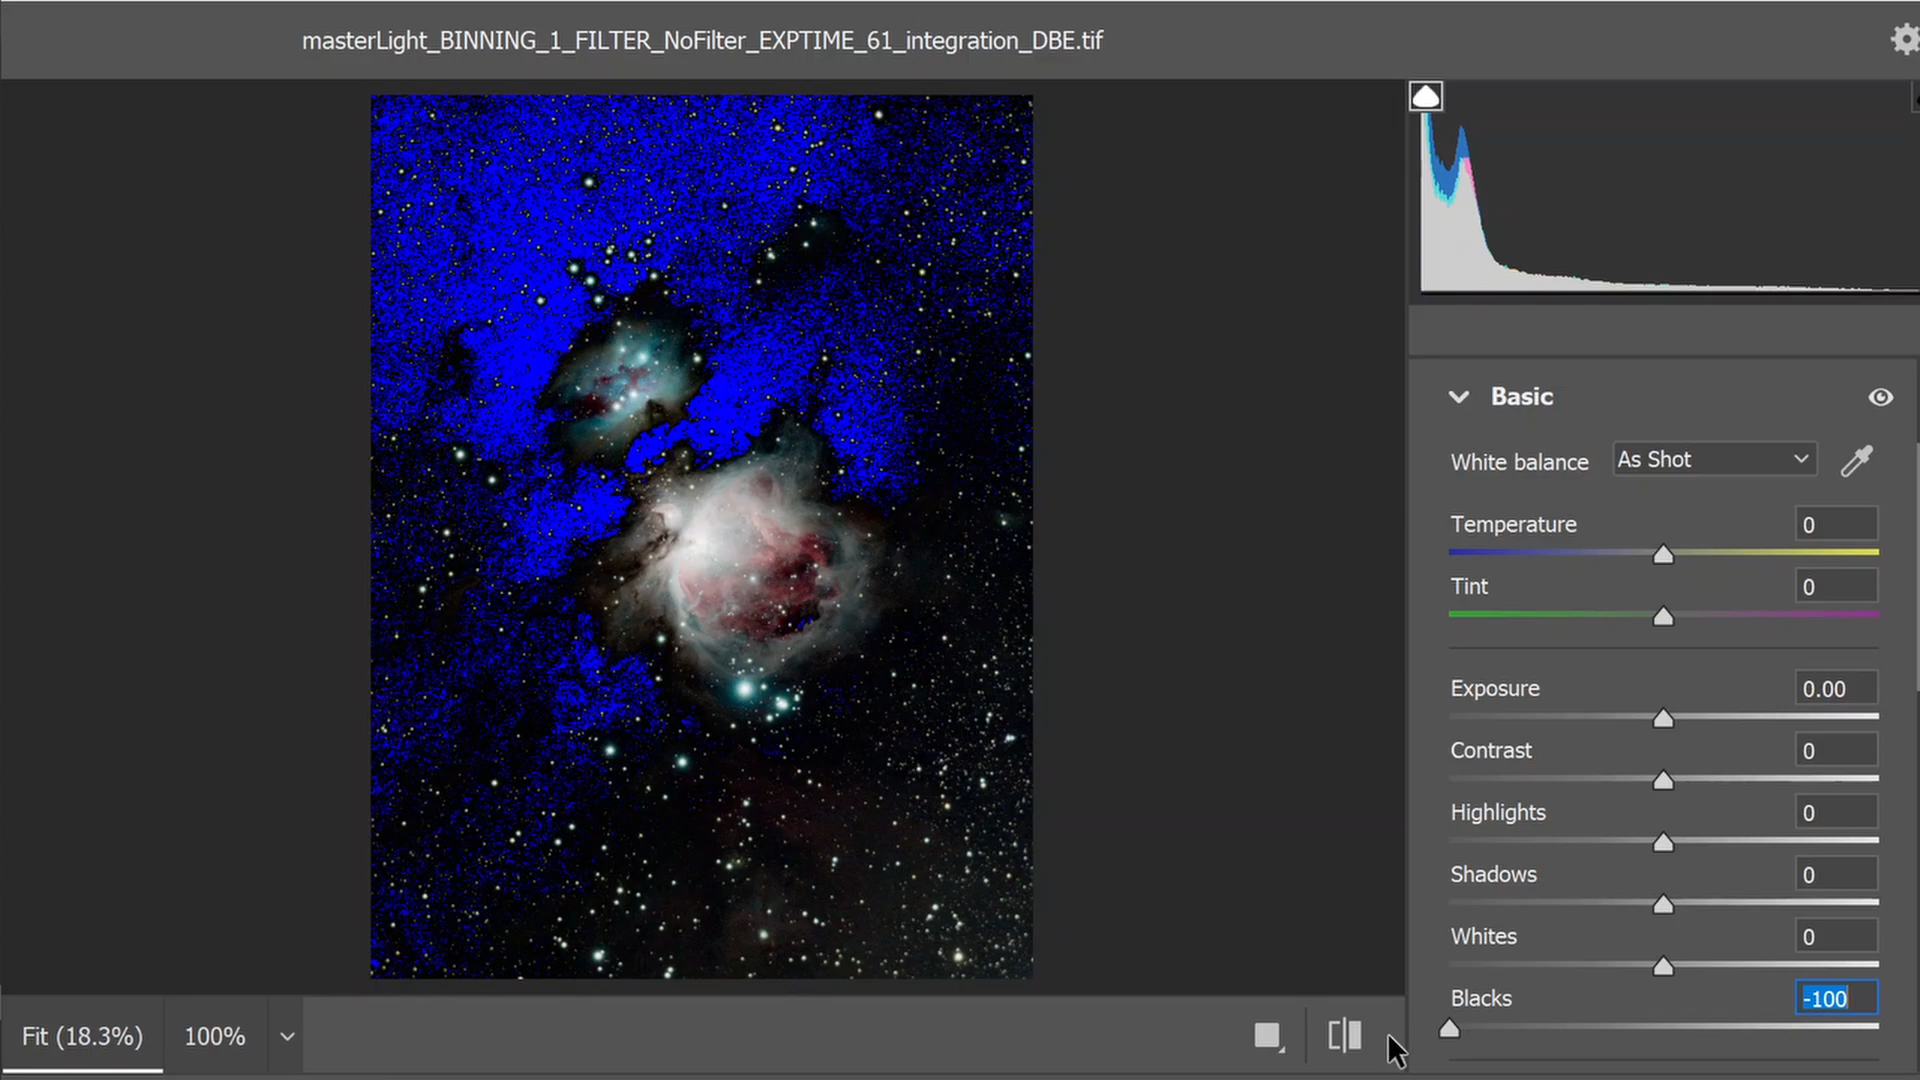 masterLight_BINNING_1_FILTER_NoFilter_EXPTIME_61_integration_DBE.tif
Basic
White balance As Shot
Temperature 0
Tint 0
Exposure 0.00
Contrast 0
Highlights 0
Shadows 0
Whites 0
Blacks -100
Fit (18.3%) 100%